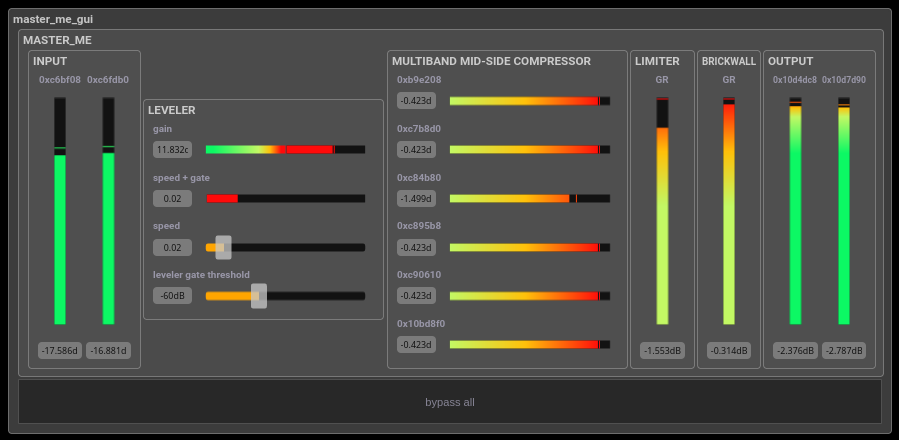 master_me_gui
MASTER_ME
INPUT
0xc6bf08 0xc6fdb0
-17.586d -16.881d
LEVELER
gain
11.832c
speed + gate
0.02
speed
0.02
leveler gate threshold
-60dB
MULTIBAND MID-SIDE COMPRESSOR
0xb9e208
-0.423d
0xc7b8d0
-0.423d
0xc84b80
-1.499d
0xc895b8
-0.423d
0xc90610
-0.423d
0x10bd8f0
-0.423d
LIMITER
GR
-1.553dB
BRICKWALL
GR
-0.314dB
OUTPUT
0x10d4dc8 0x10d7d90
-2.376dB -2.787dB
bypass all